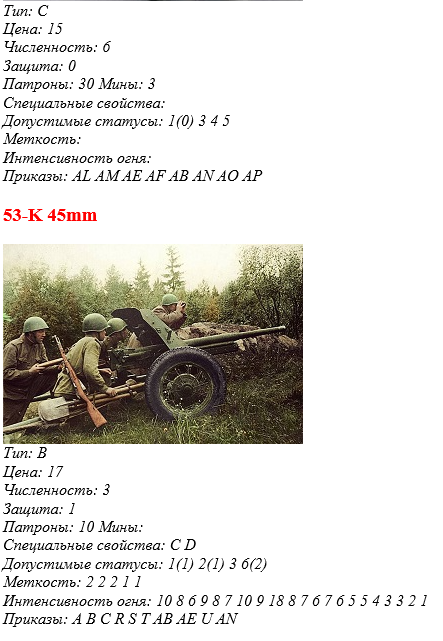 Тип: C
Цена: 15
Численность: 6
Защита: 0
Патроны: 30 Мины: 3
Специальные свойства:
Допустимые статусы: 1(0) 3 4 5
Меткость:
Интенсивность огня:
Приказы: AL AM AE AF AB AN AO AP
53-K 45mm
Тип: B
Цена: 17
Численность: 3
Защита: 1
Патроны: 10 Мины:
Специальные свойства: C D
Допустимые статусы: 1(1) 2(1) 3 6(2)
Меткость: 2 2 2 1 1
Интенсивность огня: 10 8 6 9 8 7 10 9 18 8 7 6 7 6 5 5 4 3 3 2 1
Приказы: A B C R S T AB AE U AN